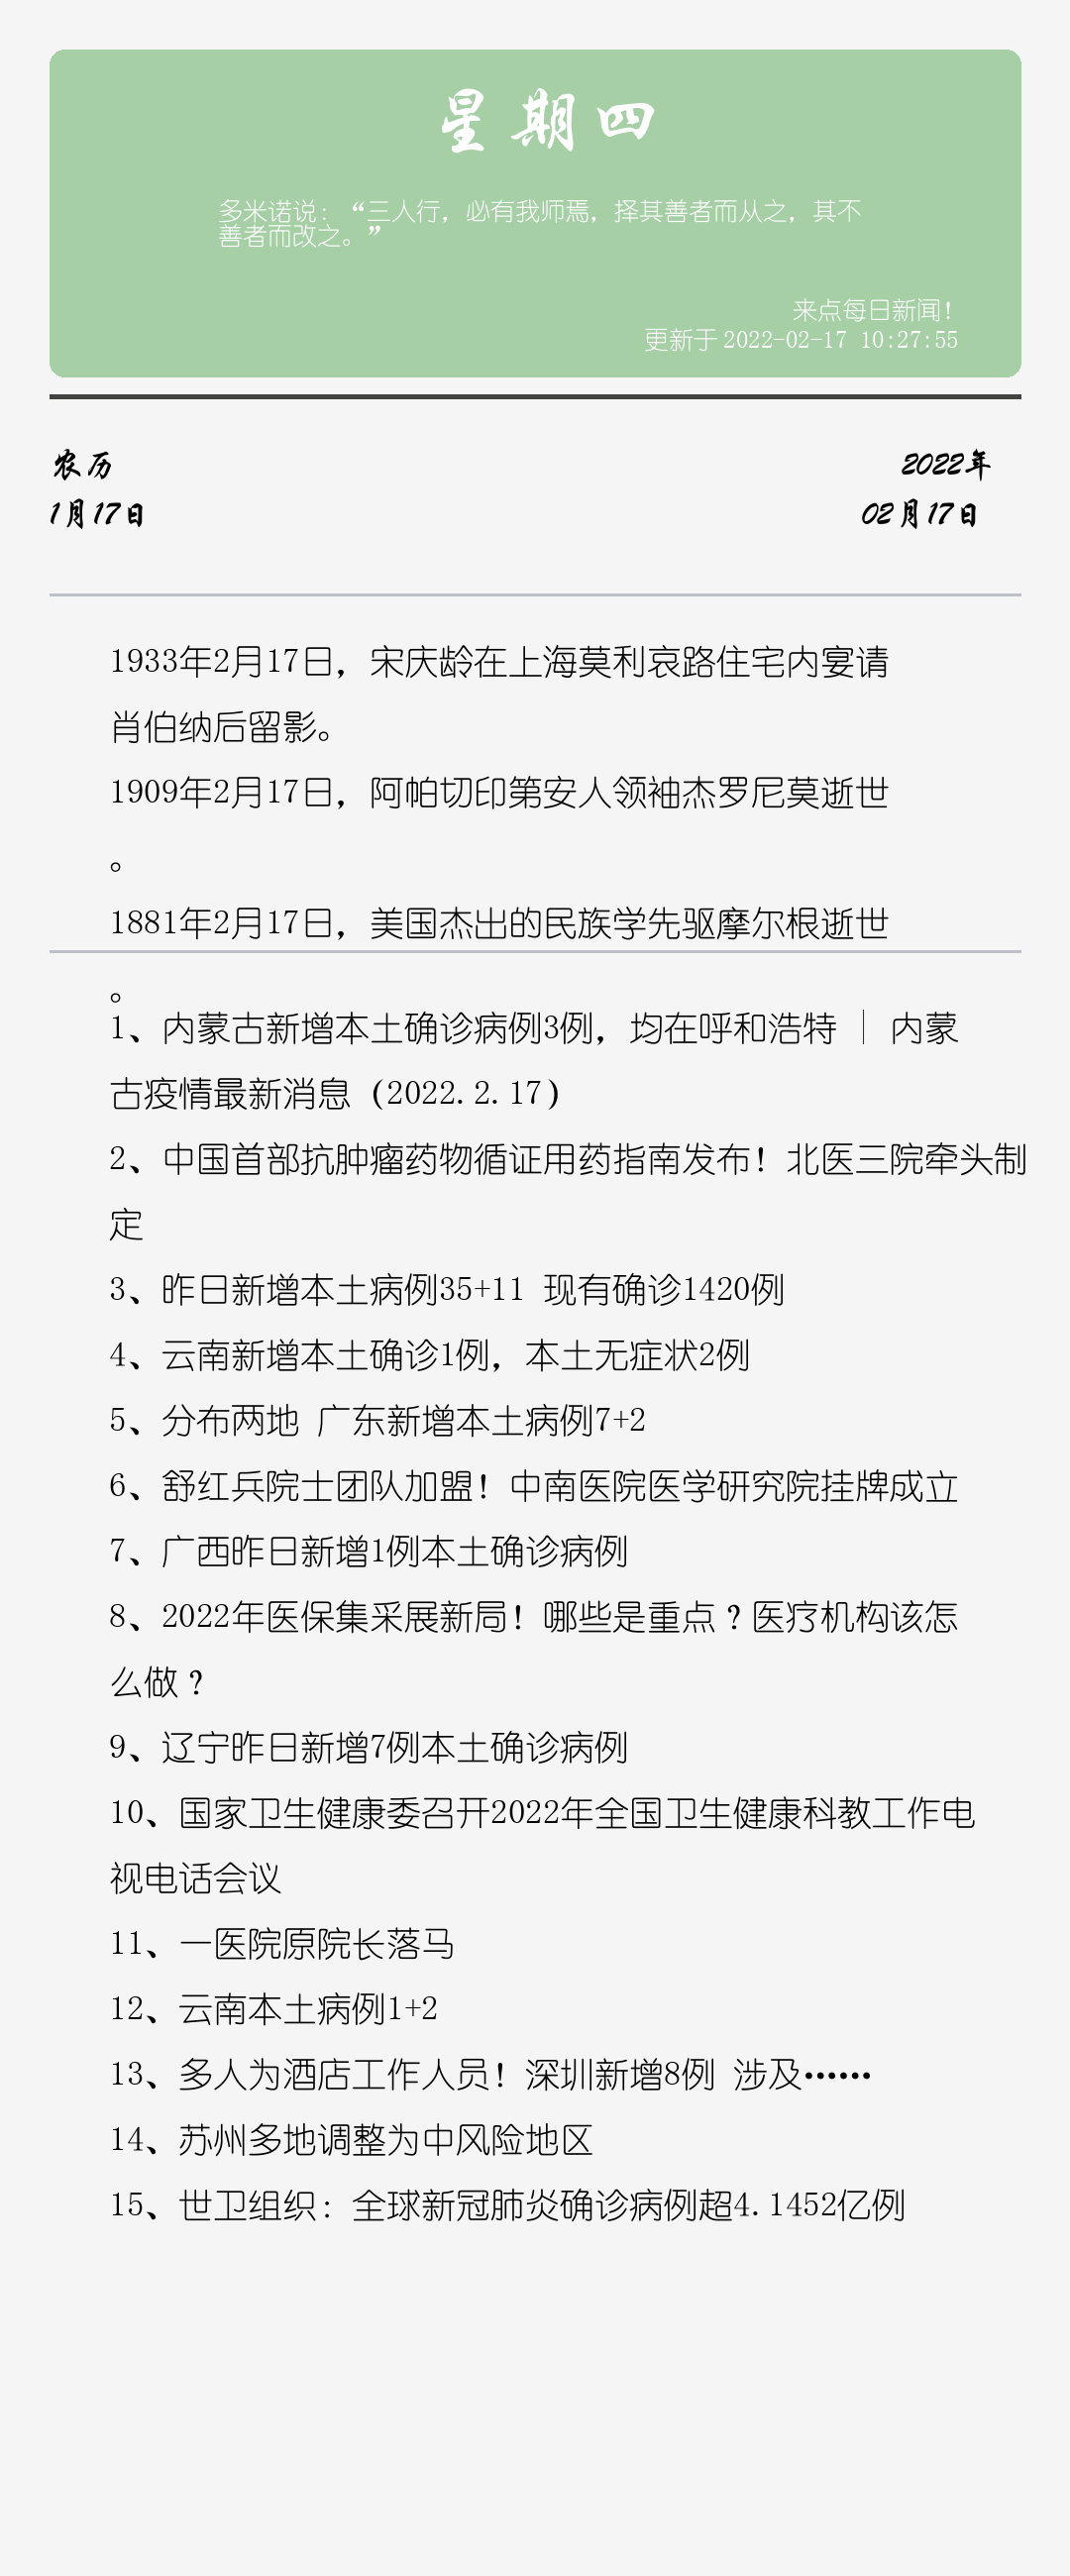 星期四
多米诺说：“三人行，必有我师焉，择其善者而从之，其不
善者而改之。”
来点每日新闻！
更新于 2022-02-17 10:27:55
农历
2022年
1月17日
02月17日
1933年2月17日，宋庆龄在上海莫利哀路住宅内宴请
肖伯纳后留影。
1909年2月17日，阿帕切印第安人领袖杰罗尼莫逝世
。
1881年2月17日，美国杰出的民族学先驱摩尔根逝世
。
1、内蒙古新增本土确诊病例3例，均在呼和浩特 ｜ 内蒙
古疫情最新消息（2022.2.17）
2、中国首部抗肿瘤药物循证用药指南发布！北医三院牵头制
定
3、昨日新增本土病例35+11 现有确诊1420例
4、云南新增本土确诊1例，本土无症状2例
5、分布两地 广东新增本土病例7+2
6、舒红兵院士团队加盟！中南医院医学研究院挂牌成立
7、广西昨日新增1例本土确诊病例
8、2022年医保集采展新局！哪些是重点？医疗机构该怎
么做？
9、辽宁昨日新增7例本土确诊病例
10、国家卫生健康委召开2022年全国卫生健康科教工作电
视电话会议
11、一医院原院长落马
12、云南本土病例1+2
13、多人为酒店工作人员！深圳新增8例 涉及……
14、苏州多地调整为中风险地区
15、世卫组织：全球新冠肺炎确诊病例超4.1452亿例